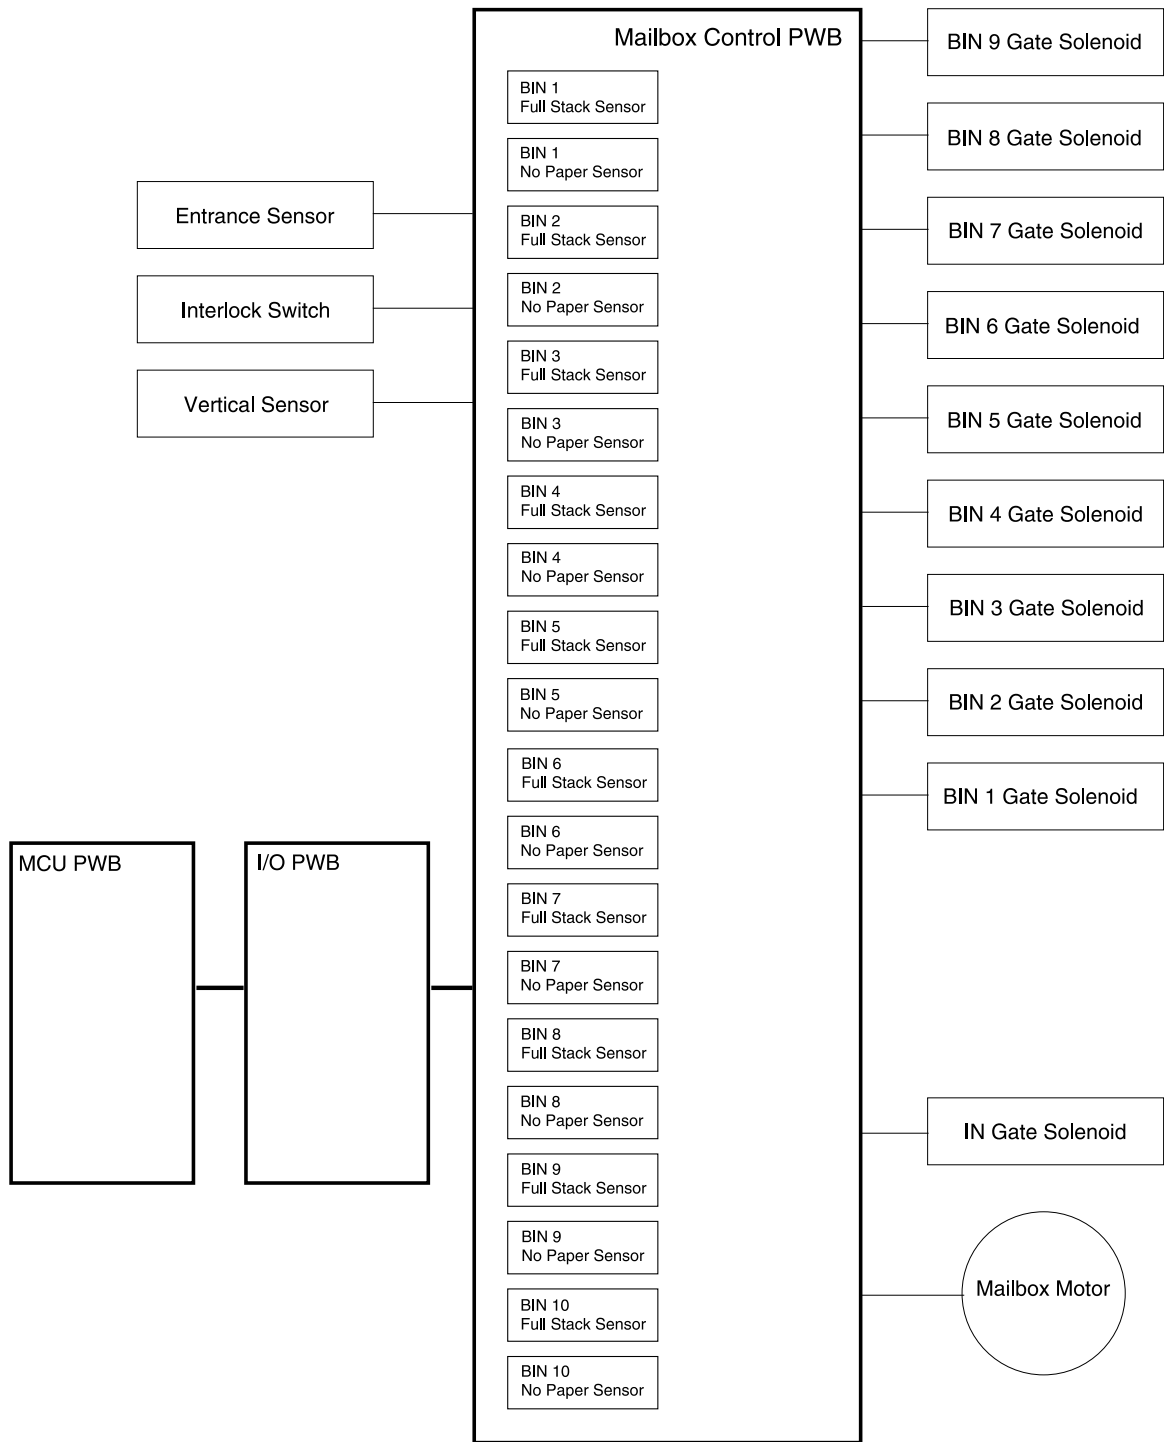 Mailbox Control PWB
BIN 1
Full Stack Sensor
BIN 1
No Paper Sensor
BIN 2
Full Stack Sensor
BIN 2
No Paper Sensor
BIN 3
Full Stack Sensor
BIN 3
No Paper Sensor
BIN 4
Full Stack Sensor
BIN 4
No Paper Sensor
BIN 5
Full Stack Sensor
BIN 5
No Paper Sensor
BIN 6
Full Stack Sensor
BIN 6
No Paper Sensor
BIN 7
Full Stack Sensor
BIN 7
No Paper Sensor
BIN 8
Full Stack Sensor
BIN 8
No Paper Sensor
BIN 9
Full Stack Sensor
BIN 9
No Paper Sensor
BIN 10
Full Stack Sensor
BIN 10
No Paper Sensor
Entrance Sensor
Interlock Switch
Vertical Sensor
MCU PWB
I/O PWB
BIN 9 Gate Solenoid
BIN 8 Gate Solenoid
BIN 7 Gate Solenoid
BIN 6 Gate Solenoid
BIN 5 Gate Solenoid
BIN 4 Gate Solenoid
BIN 3 Gate Solenoid
BIN 2 Gate Solenoid
BIN 1 Gate Solenoid
IN Gate Solenoid
Mailbox Motor